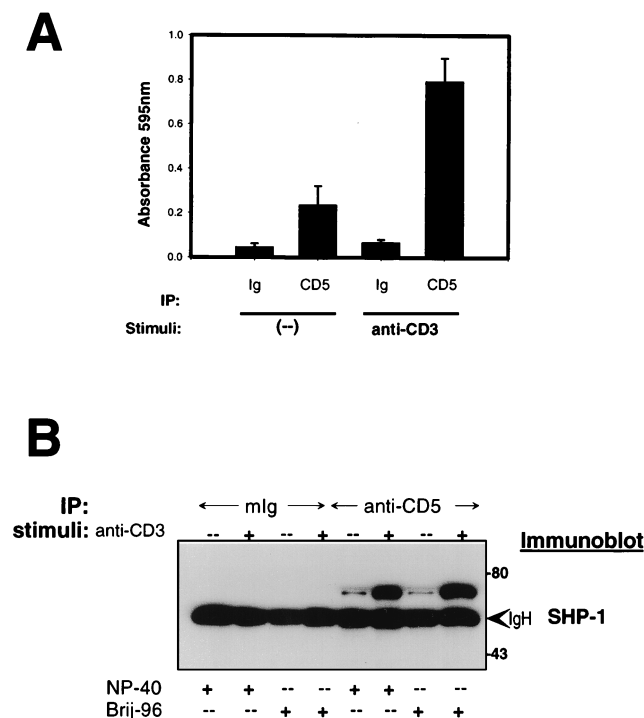 A
Absorbance 595nm
1.0
0.8
0.6
0.4
0.2
0.0
Ig CD5 Ig CD5
IP:
Stimuli: (--) anti-CD3
B
IP: mIg anti-CD5
stimuli: anti-CD3 -- + -- + -- + -- + Immunoblot
-80
IgH SHP-1
-43
NP-40 + + -- -- + + -- --
Brij-96 -- -- + + -- -- + +